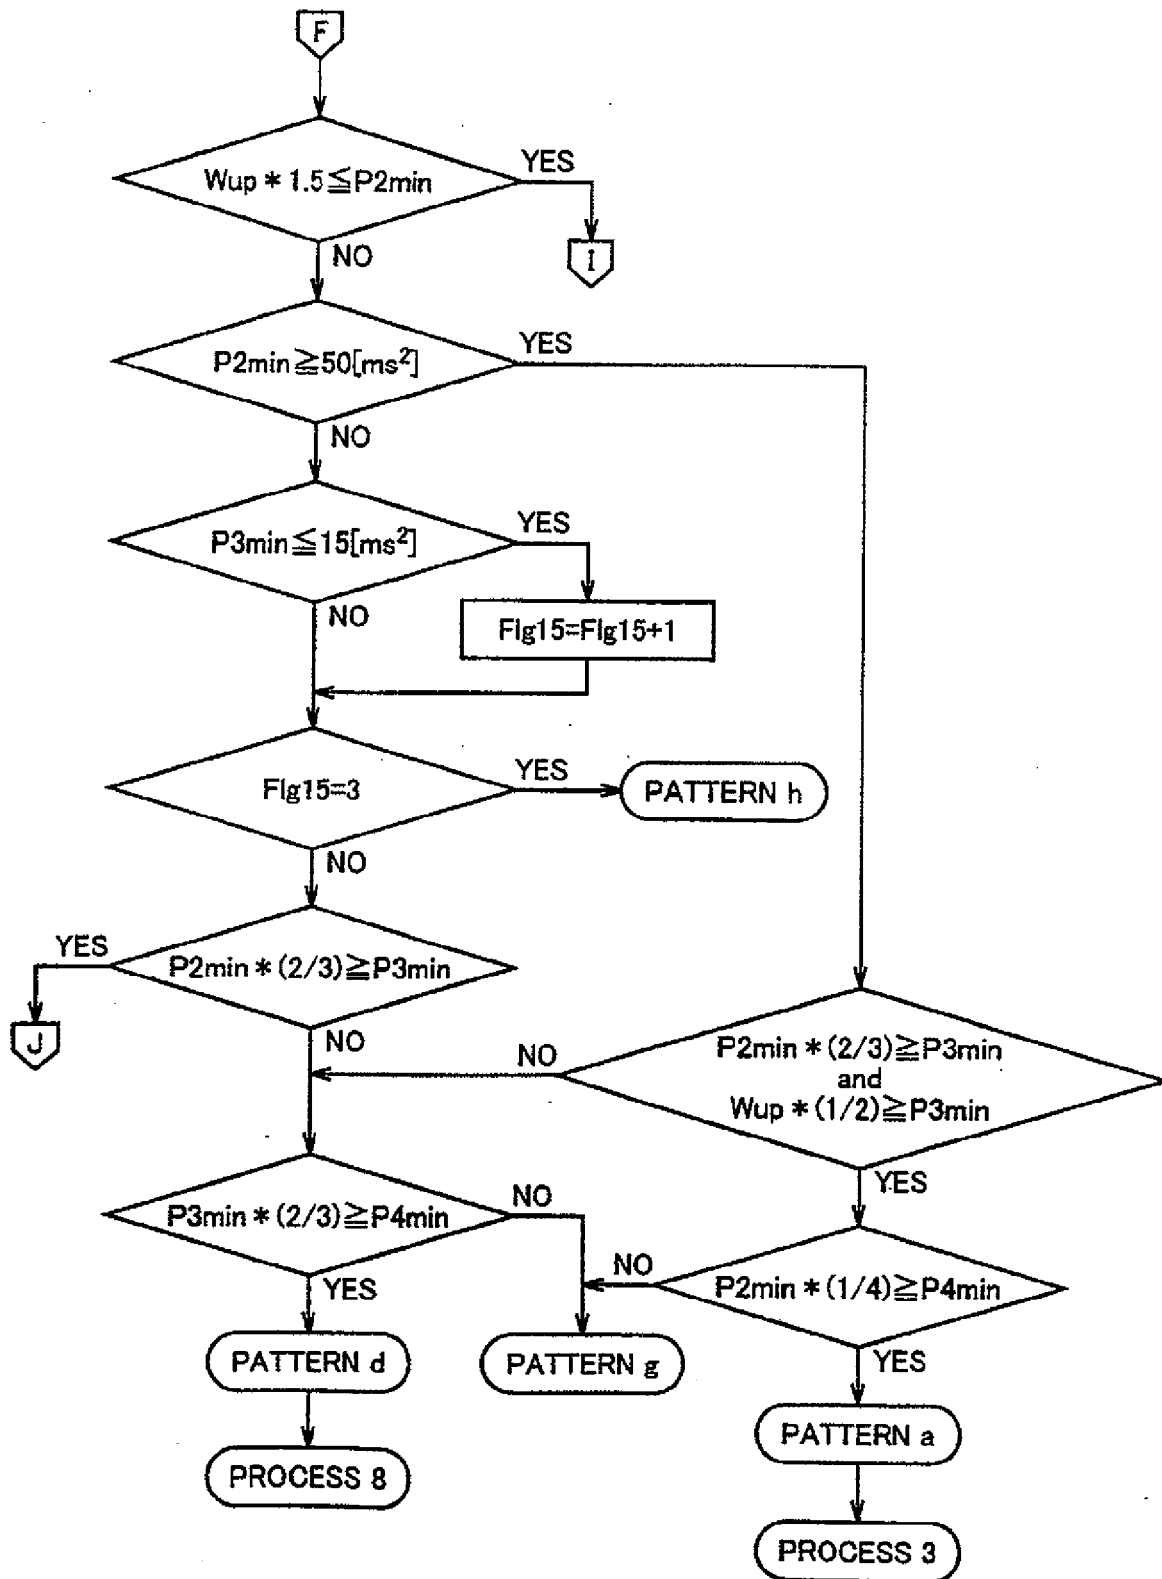 F
Wup*1.5≦P2min
YES
I
NO
P2min≧50[ms²]
YES
NO
P3min≦15[ms²]
YES
NO
Flg15=Flg15+1
Flg15=3
YES
PATTERN h
NO
YES
P2min*(2/3)≧P3min
J
NO
NO
P2min*(2/3)≧P3min
and
Wup*(1/2)≧P3min
YES
P3min*(2/3)≧P4min
NO
YES
NO
P2min*(1/4)≧P4min
YES
PATTERN d
PATTERN g
PATTERN a
PROCESS 8
PROCESS 3